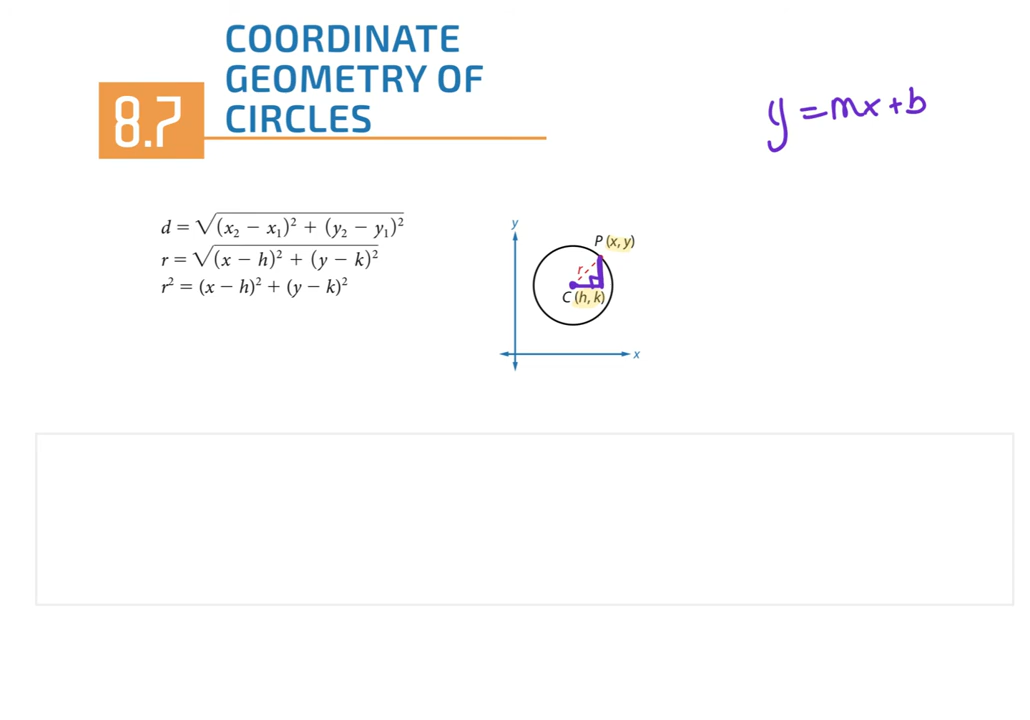 COORDINATE
GEOMETRY OF
CIRCLES
8.7
y = mx + b
d = √(x₂ − x₁)² + (y₂ − y₁)²
r = √(x − h)² + (y − k)²
r² = (x − h)² + (y − k)²
y
P (x, y)
r
C (h, k)
x